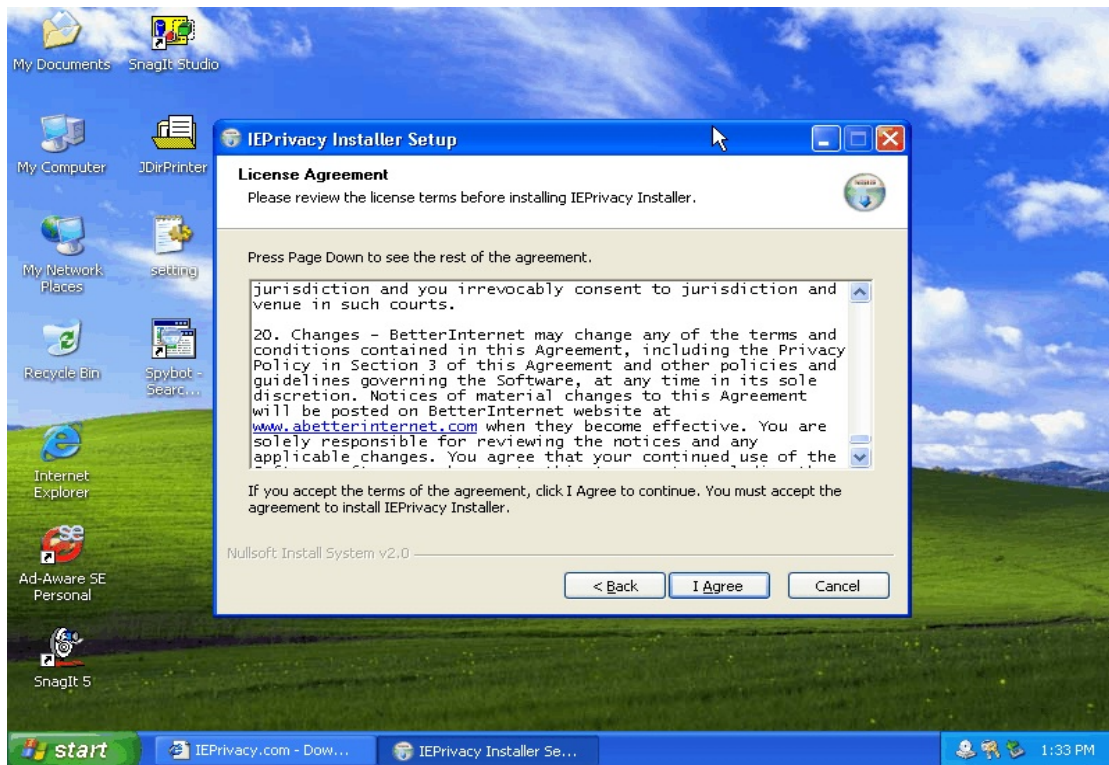 My Documents
SnagIt Studio
My Computer
JDirPrinter
My Network
Places
setting
Recycle Bin
Spybot -
Searc...
Internet
Explorer
Ad-Aware SE
Personal
SnagIt 5
IEPrivacy Installer Setup
License Agreement
Please review the license terms before installing IEPrivacy Installer.
Press Page Down to see the rest of the agreement.
jurisdiction and you irrevocably consent to jurisdiction and
venue in such courts.
20. Changes - BetterInternet may change any of the terms and
conditions contained in this Agreement, including the Privacy
Policy in Section 3 of this Agreement and other policies and
guidelines governing the Software, at any time in its sole
discretion. Notices of material changes to this Agreement
will be posted on BetterInternet website at
www.abetterinternet.com when they become effective. You are
solely responsible for reviewing the notices and any
applicable changes. You agree that your continued use of the
If you accept the terms of the agreement, click I Agree to continue. You must accept the
agreement to install IEPrivacy Installer.
Nullsoft Install System v2.0
< Back
I Agree
Cancel
start
IEPrivacy.com - Dow...
IEPrivacy Installer Se...
1:33 PM